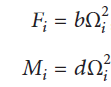 F_i = bΩ_i^2
M_i = dΩ_i^2